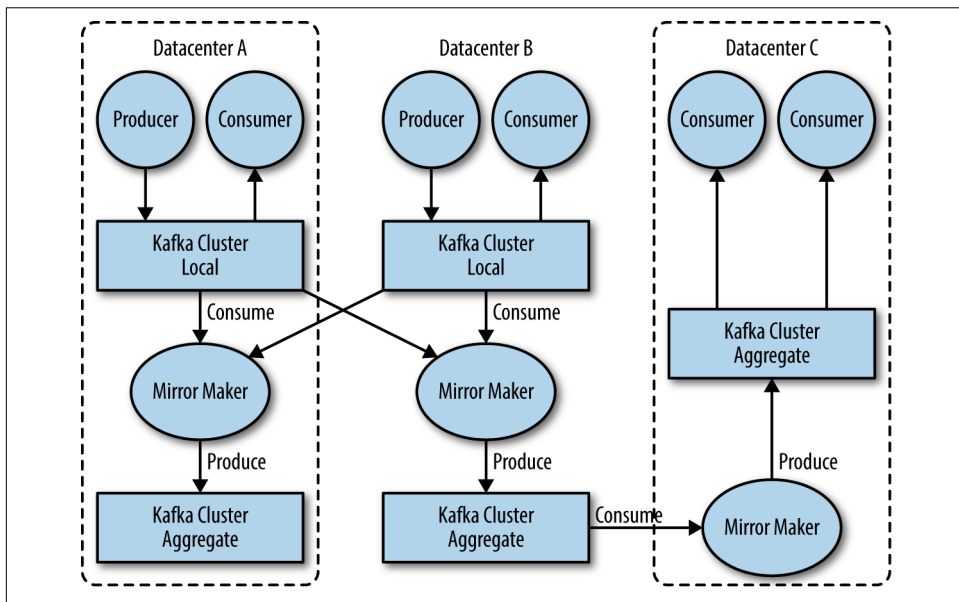 Datacenter A
Datacenter B
Datacenter C
Producer
Consumer
Producer
Consumer
Consumer
Consumer
Kafka Cluster
Local
Kafka Cluster
Local
Consume
Consume
Kafka Cluster
Aggregate
Mirror Maker
Mirror Maker
Produce
Produce
Produce
Kafka Cluster
Aggregate
Kafka Cluster
Aggregate
Consume
Mirror Maker